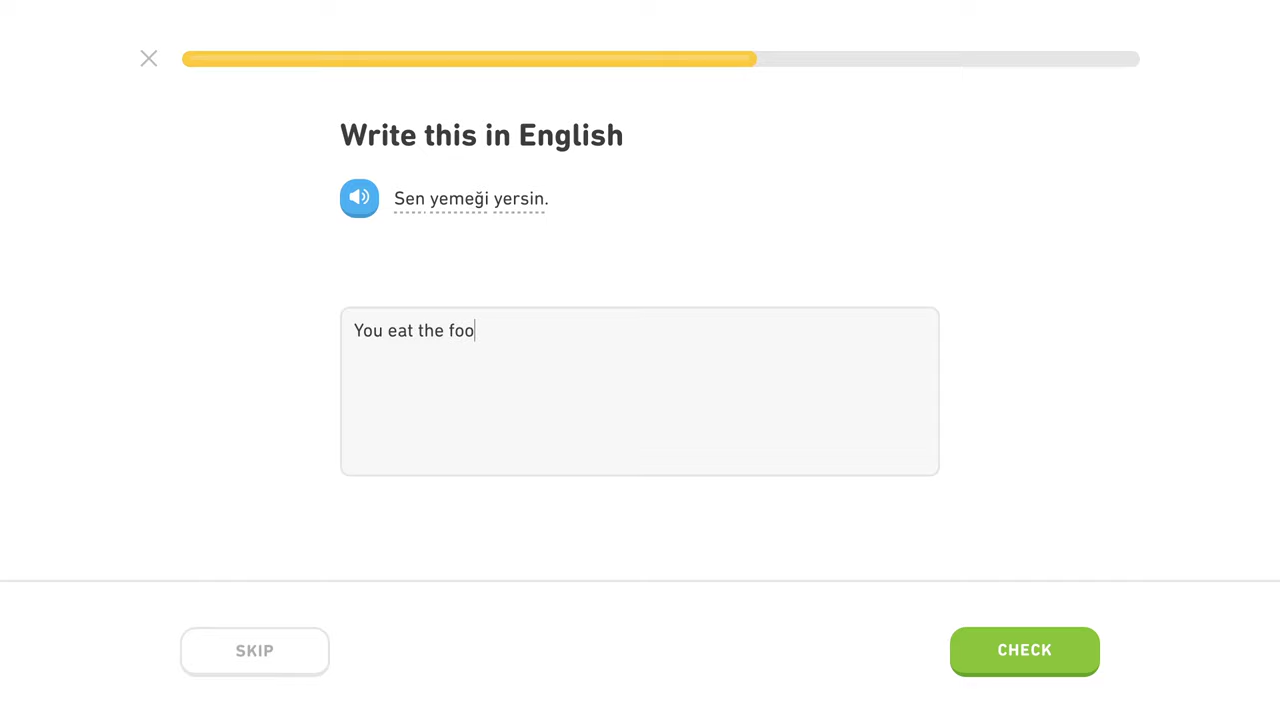 Write this in English
Sen yemeği yersin.
You eat the foo
SKIP
CHECK